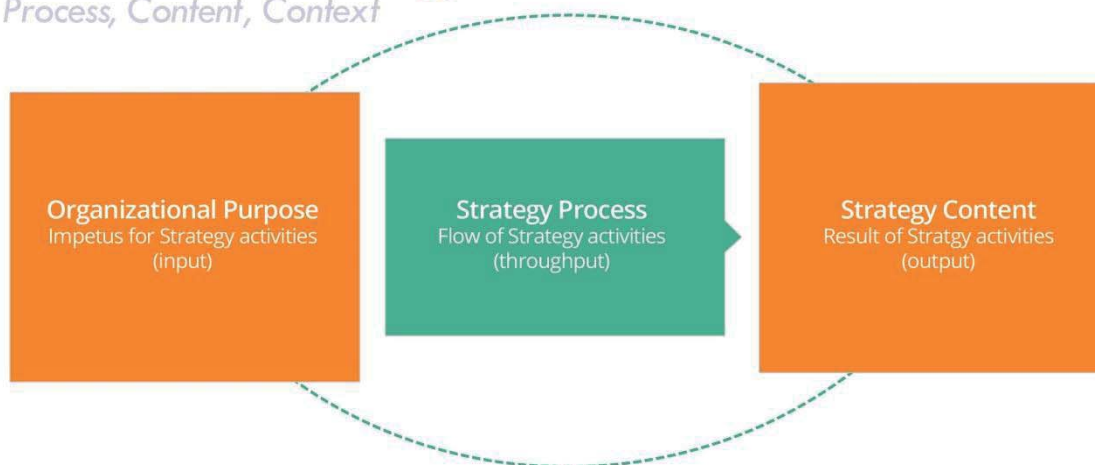 Process, Content, Context
Organizational Purpose
Impetus for Strategy activities
(input)
Strategy Process
Flow of Strategy activities
(throughput)
Strategy Content
Result of Stratgy activities
(output)